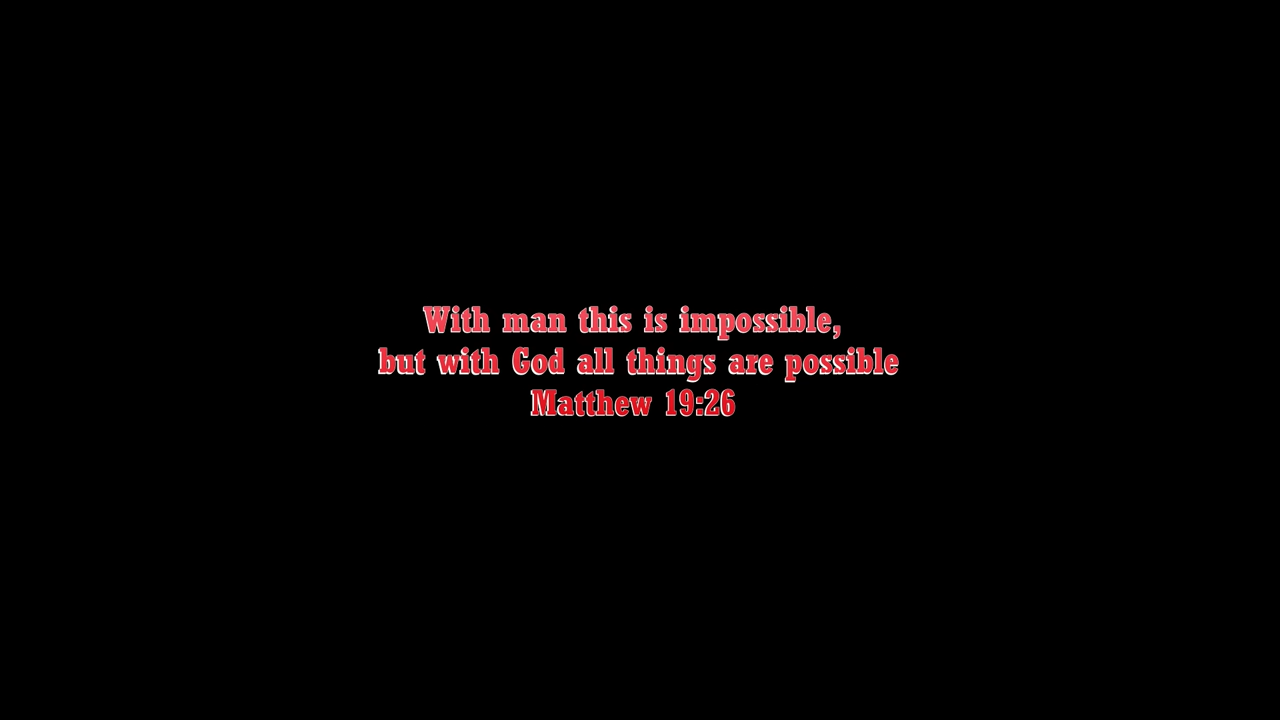 With man this is impossible,
but with God all things are possible
Matthew 19:26